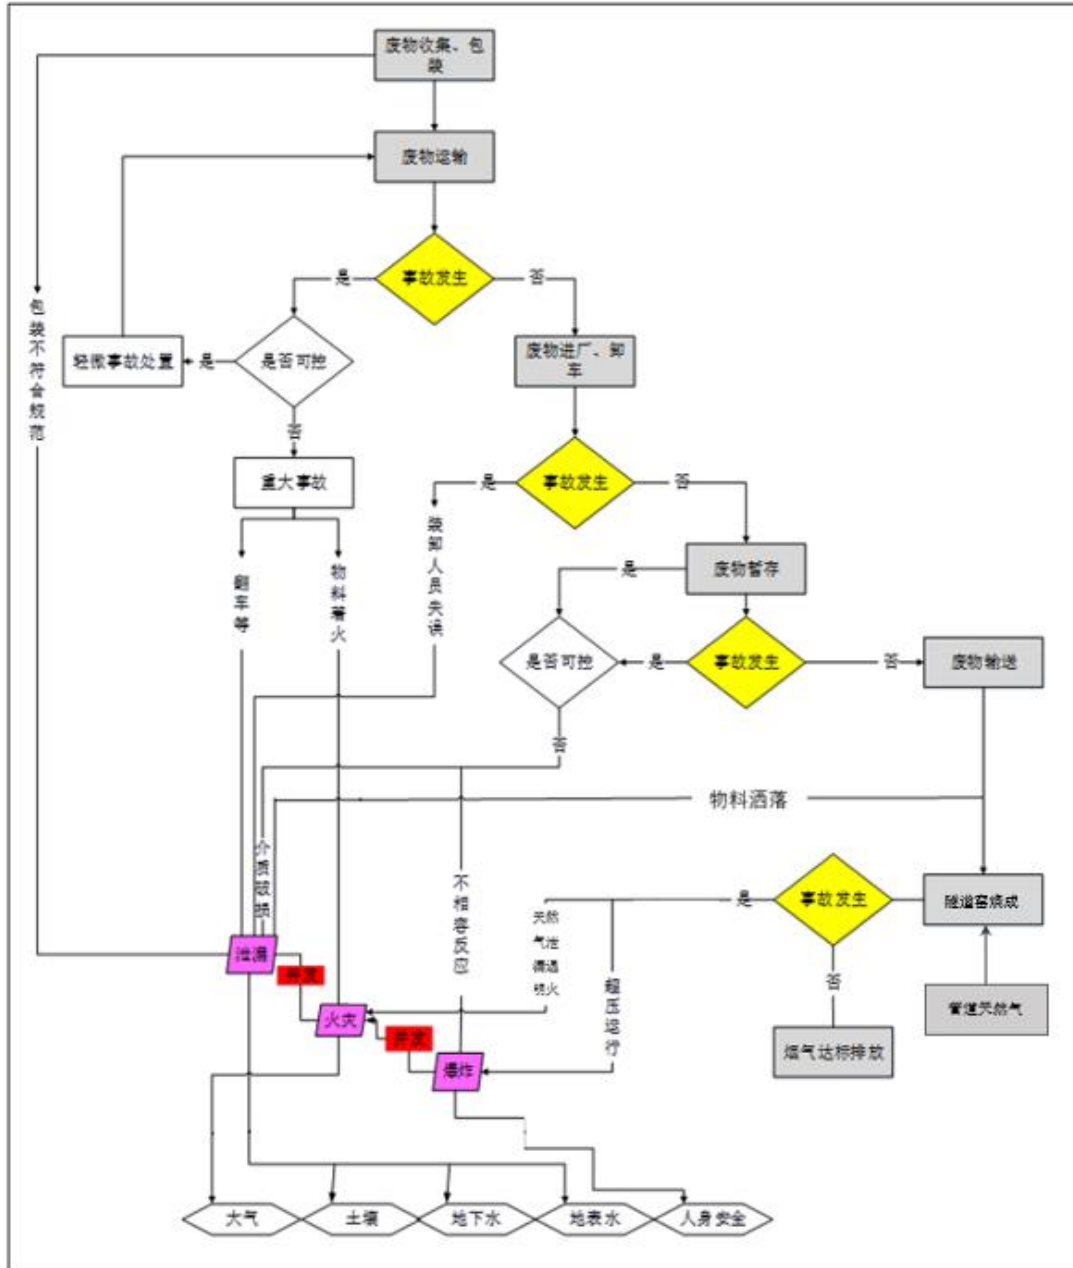 废物收集、包
装
废物运输
事故发生
是
否
包装不符合规范
轻微事故处置
是
是否可控
废物进厂、卸
车
否
重大事故
是
事故发生
否
翻车等
物料着火
装卸人员失误
是
废物暂存
是否可控
是
事故发生
否
废物输送
否
物料洒落
介质破损
不相容反应
天然
气泄
漏遇
明火
是
事故发生
隧道窑烧成
超压运行
否
管道天然气
泄漏
并发
火灾
并发
爆炸
烟气达标排放
大气
土壤
地下水
地表水
人身安全